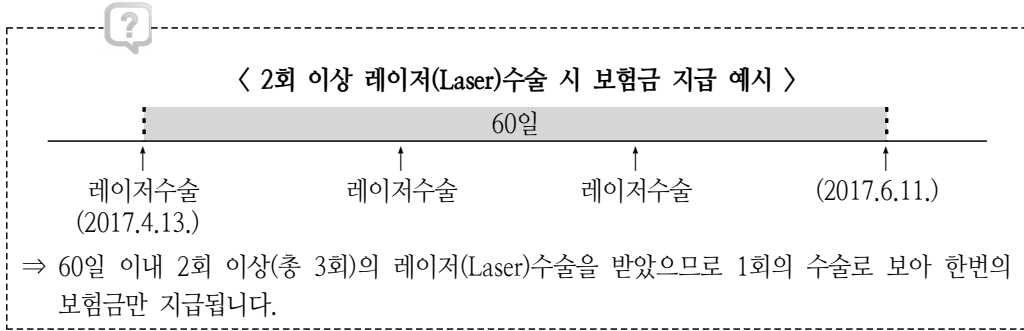 ?
〈 2회 이상 레이저(Laser)수술 시 보험금 지급 예시 〉
60일
레이저수술 레이저수술 레이저수술 (2017.6.11.)
(2017.4.13.)
⇒ 60일 이내 2회 이상(총 3회)의 레이저(Laser)수술을 받았으므로 1회의 수술로 보아 한번의
보험금만 지급됩니다.